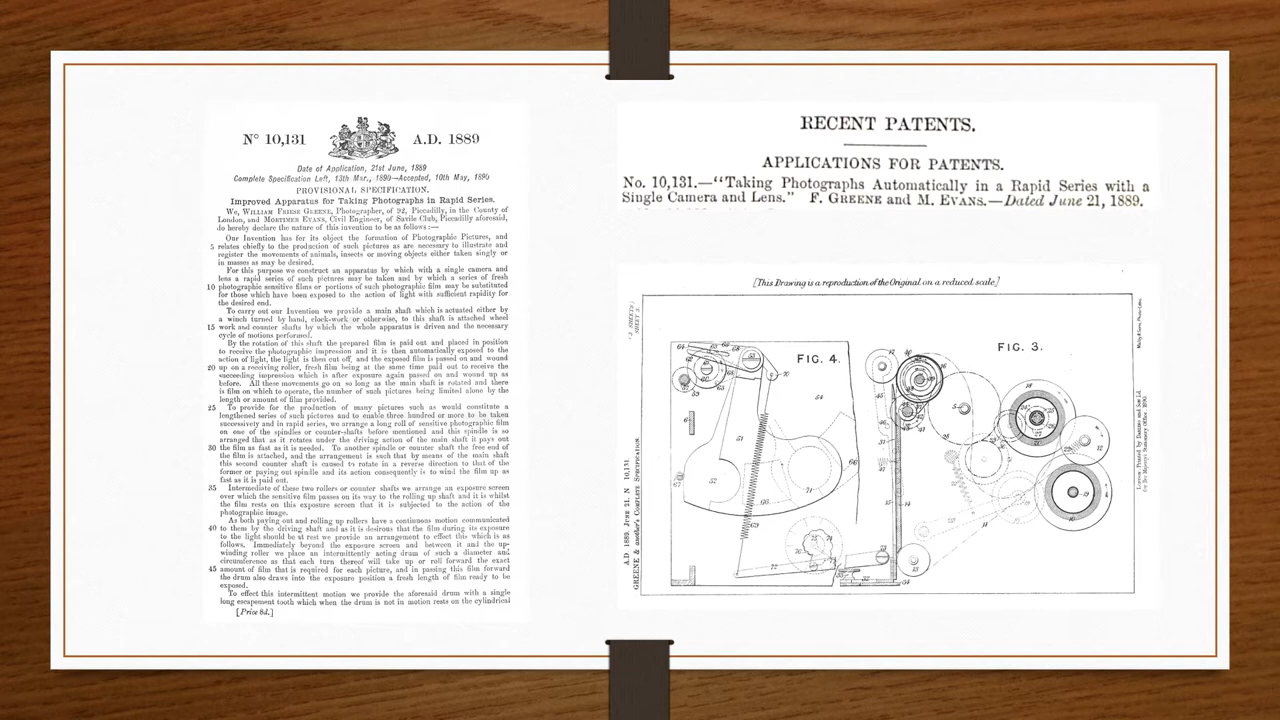 N° 10,131 A.D. 1889
Date of Application, 21st June, 1889
Complete Specification Left, 13th Mar., 1890—Accepted, 10th May, 1890
PROVISIONAL SPECIFICATION.
Improved Apparatus for Taking Photographs in Rapid Series.
We, WILLIAM FRIESE GREENE, Photographer, of 92, Piccadilly, in the County of
London, and MORTIMER EVANS, Civil Engineer, of Savile Club, Piccadilly aforesaid,
do hereby declare the nature of this invention to be as follows:—
Our Invention has for its object the formation of Photographic Pictures, and
5 relates chiefly to the production of such pictures as are necessary to illustrate and
register the movements of animals, insects or moving objects either taken singly or
in masses as may be desired.
For this purpose we construct an apparatus by which with a single camera and
lens a rapid series of such pictures may be taken and by which a series of fresh
10 photographic sensitive films or portions of such photographic film may be substituted
for those which have been exposed to the action of light with sufficient rapidity for
the desired end.
To carry out our Invention we provide a main shaft which is actuated either by
a winch turned by hand, clock-work or otherwise, to this shaft is attached wheel
15 work and counter shafts by which the whole apparatus is driven and the necessary
cycle of motions performed.
By the rotation of this shaft the prepared film is paid out and placed in position
to receive the photographic impression and it is then automatically exposed to the
action of light, the light is then cut off, and the exposed film is passed on and wound
20 up on a receiving roller, fresh film being at the same time paid out to receive the
succeeding impression which is after exposure again passed on and wound up as
before. All these movements go on so long as the main shaft is rotated and there
is film on which to operate, the number of such pictures being limited alone by the
length or amount of film provided.
25 To provide for the production of many pictures such as would constitute a
lengthened series of such pictures and to enable three hundred or more to be taken
successively and in rapid series, we arrange a long roll of sensitive photographic film
on one of the spindles or counter-shafts before mentioned and this spindle is so
arranged that as it rotates under the driving action of the main shaft it pays out
30 the film as fast as it is needed. To another spindle or counter shaft the free end of
the film is attached, and the arrangement is such that by means of the main shaft
this second counter shaft is caused to rotate in a reverse direction to that of the
former or paying out spindle and its action consequently is to wind the film up as
fast as it is paid out.
35 Intermediate of these two rollers or counter shafts we arrange an exposure screen
over which the sensitive film passes on its way to the rolling up shaft and it is whilst
the film rests on this exposure screen that it is subjected to the action of the
photographic image.
As both paying out and rolling up rollers have a continuous motion communicated
40 to them by the driving shaft and as it is desirous that the film during its exposure
to the light should be at rest we provide an arrangement to effect this which is as
follows. Immediately beyond the exposure screen and between it and the up-
winding roller we place an intermittently acting drum of such a diameter and
circumference as that each turn thereof will take up or roll forward the exact
45 amount of film that is required for each picture, and in passing this film forward
the drum also draws into the exposure position a fresh length of film ready to be
exposed.
To effect this intermittent motion we provide the aforesaid drum with a single
long escapement tooth which when the drum is not in motion rests on the cylindrical
[Price 8d.]
RECENT PATENTS.
APPLICATIONS FOR PATENTS.
No. 10,131.—“Taking Photographs Automatically in a Rapid Series with a
Single Camera and Lens.” F. GREENE and M. EVANS.—Dated June 21, 1889.
[This Drawing is a reproduction of the Original on a reduced scale]
(2 SHEETS)
SHEET 2.
A.D. 1889. JUNE 21. N. 10,131.
GREENE & another's COMPLETE SPECIFICATION.
FIG. 4.
FIG. 3.
54
51
52
60
71
69
72
6
5
12
11
13
14
34
32